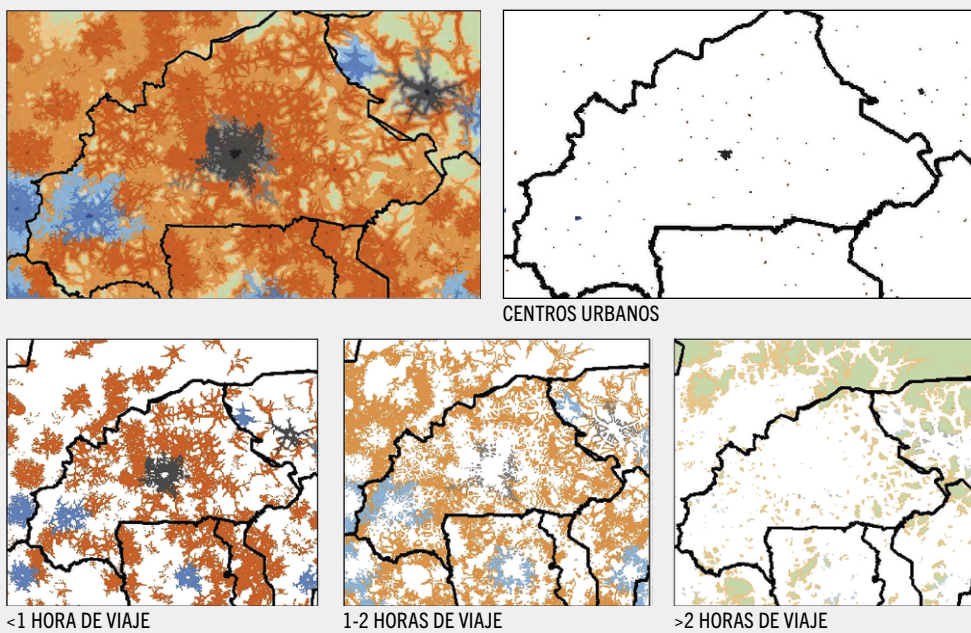 CENTROS URBANOS
<1 HORA DE VIAJE
1-2 HORAS DE VIAJE
>2 HORAS DE VIAJE